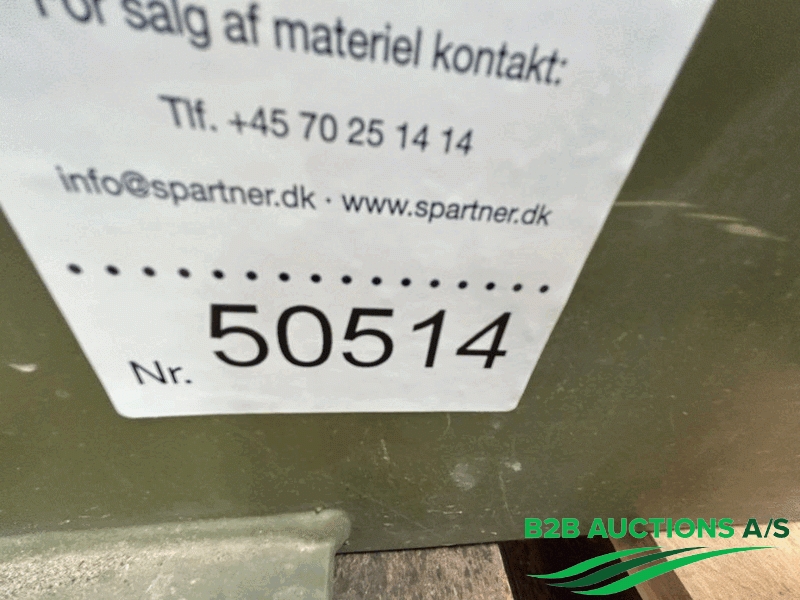 For salg af materiel kontakt:
Tlf. +45 70 25 14 14
info@spartner.dk · www.spartner.dk
Nr. 50514
B2B AUCTIONS A/S